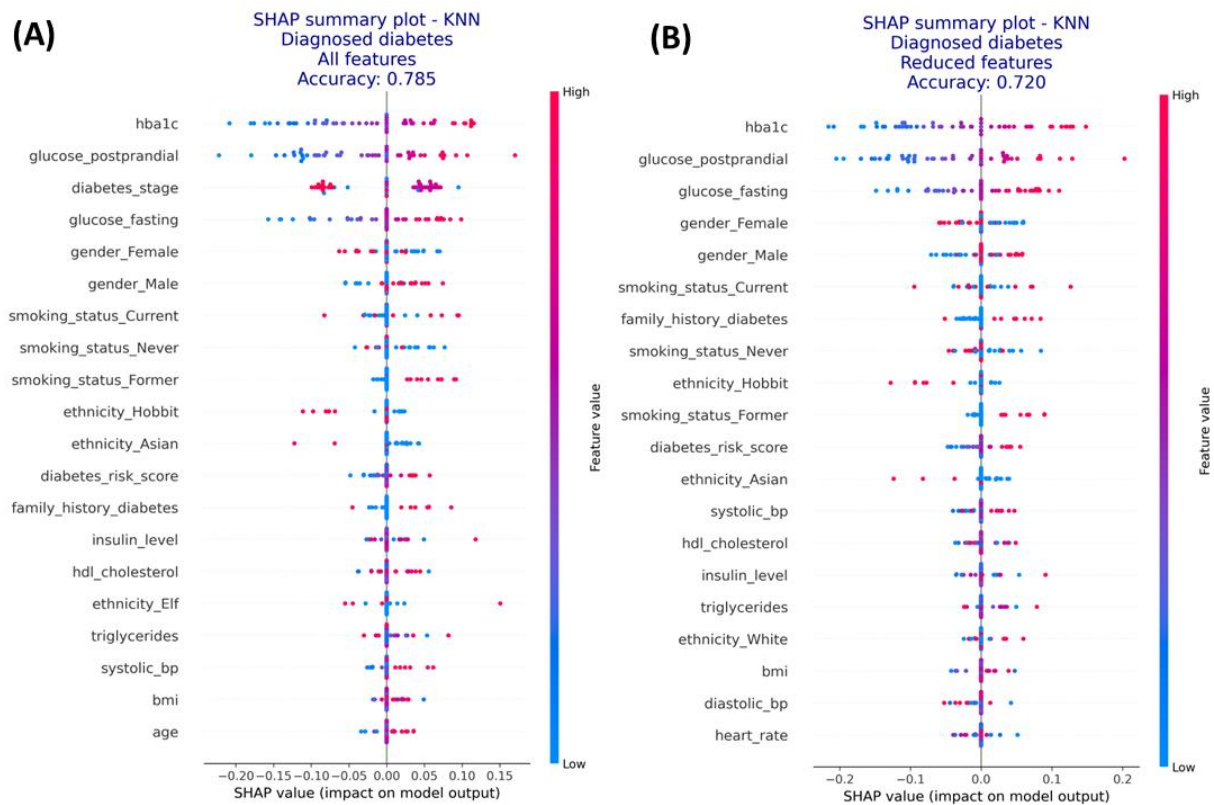 (A)
SHAP summary plot - KNN
Diagnosed diabetes
All features
Accuracy: 0.785
High
hba1c
glucose_postprandial
diabetes_stage
glucose_fasting
gender_Female
gender_Male
smoking_status_Current
smoking_status_Never
smoking_status_Former
ethnicity_Hobbit
ethnicity_Asian
diabetes_risk_score
family_history_diabetes
insulin_level
hdl_cholesterol
ethnicity_Elf
triglycerides
systolic_bp
bmi
age
Feature value
Low
−0.20 −0.15 −0.10 −0.05 0.00 0.05 0.10 0.15
SHAP value (impact on model output)
(B)
SHAP summary plot - KNN
Diagnosed diabetes
Reduced features
Accuracy: 0.720
High
hba1c
glucose_postprandial
glucose_fasting
gender_Female
gender_Male
smoking_status_Current
family_history_diabetes
smoking_status_Never
ethnicity_Hobbit
smoking_status_Former
diabetes_risk_score
ethnicity_Asian
systolic_bp
hdl_cholesterol
insulin_level
triglycerides
ethnicity_White
bmi
diastolic_bp
heart_rate
Feature value
Low
−0.2 −0.1 0.0 0.1 0.2
SHAP value (impact on model output)